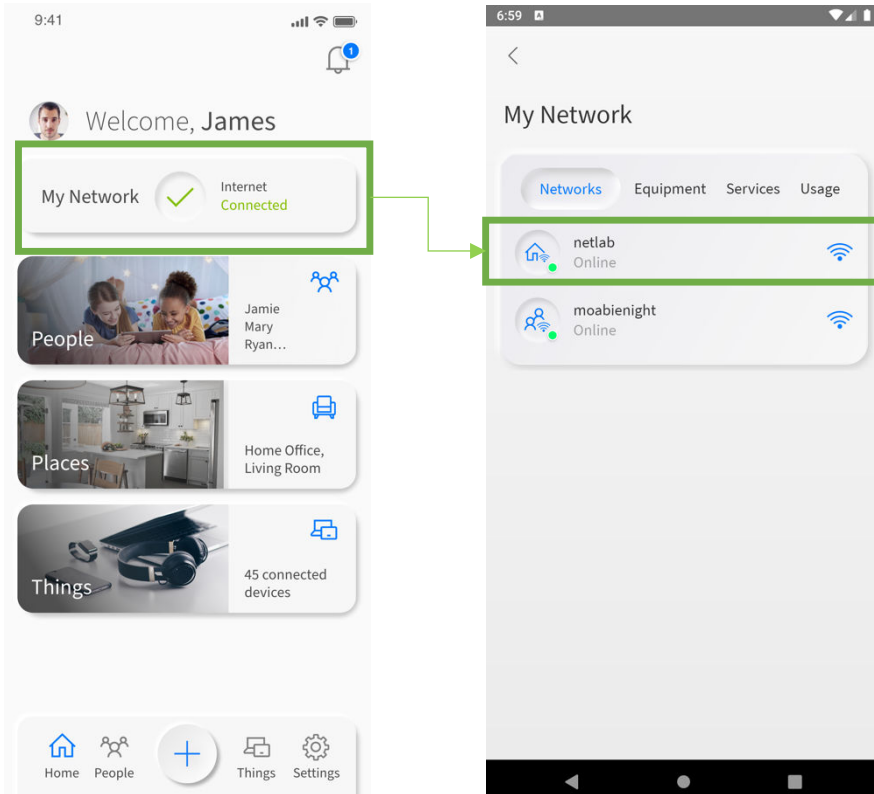 9:41
1
Welcome, James
My Network
Internet
Connected
People
Jamie
Mary
Ryan...
Places
Home Office,
Living Room
Things
45 connected
devices
Home
People
Things
Settings
6:59
A
My Network
Networks
Equipment
Services
Usage
netlab
Online
moabienight
Online